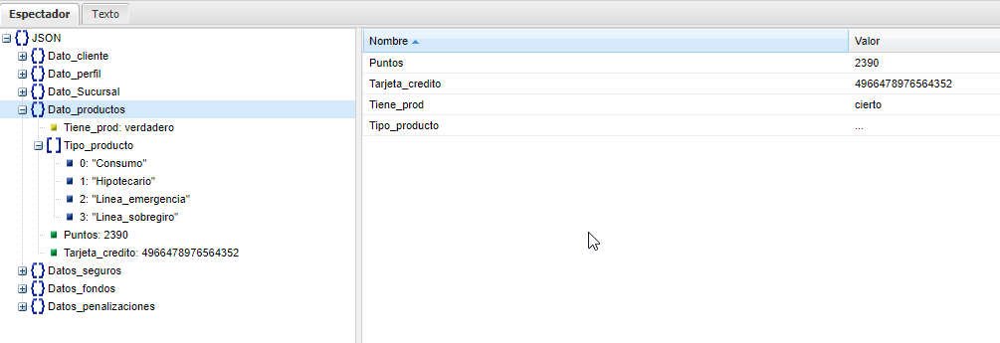 Espectador
Texto
JSON
Dato_cliente
Dato_perfil
Dato_Sucursal
Dato_productos
Tiene_prod: verdadero
Tipo_producto
0: "Consumo"
1: "Hipotecario"
2: "Linea_emergencia"
3: "Linea_sobregiro"
Puntos: 2390
Tarjeta_credito: 4966478976564352
Datos_seguros
Datos_fondos
Datos_penalizaciones
Nombre Valor
Puntos 2390
Tarjeta_credito 4966478976564352
Tiene_prod cierto
Tipo_producto ...